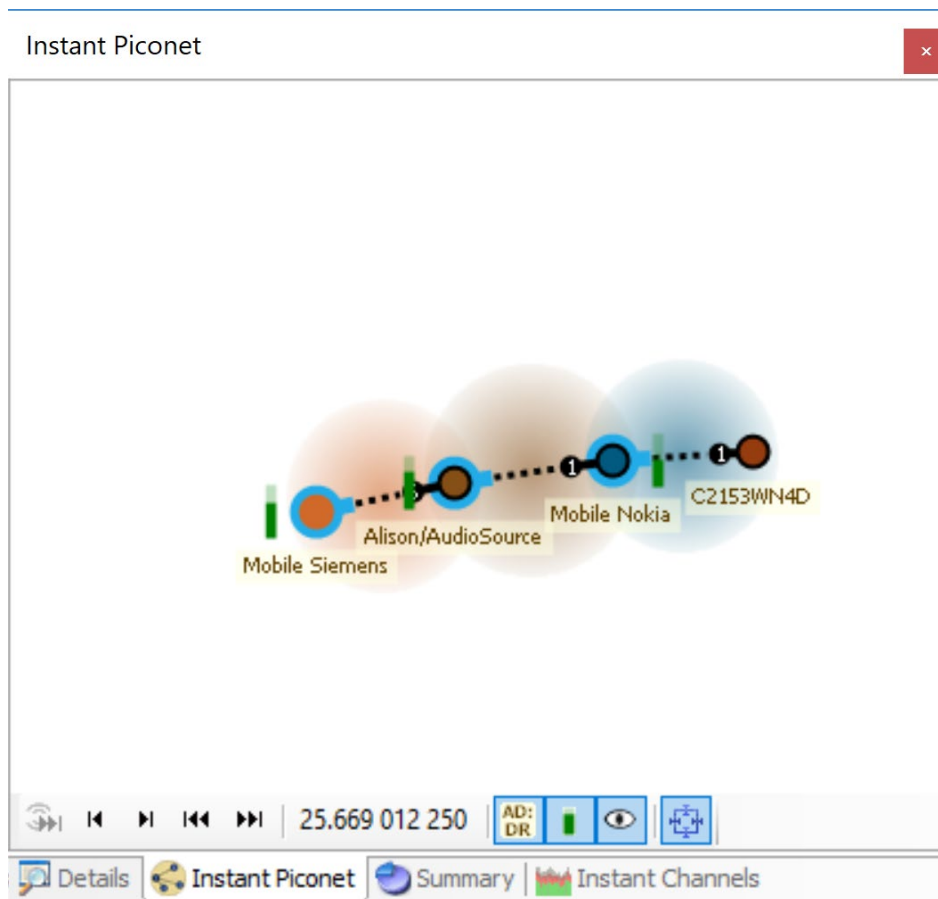 Instant Piconet
×
1
1
C2153WN4D
Mobile Nokia
Alison/AudioSource
Mobile Siemens
25.669 012 250
AD:
DR
Details
Instant Piconet
Summary
Instant Channels